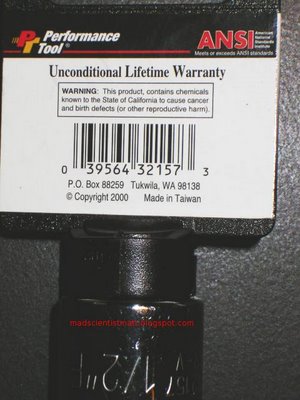 Performance
Tool®
ANSI
American
National
Standards
Institute
Meets or exceeds ANSI standards
Unconditional Lifetime Warranty
WARNING: This product, contains chemicals
known to the State of California to cause cancer
and birth defects (or other reproductive harm).
0 39564 32157 3
P.O. Box 88259 Tukwila, WA 98138
© Copyright 2000 Made in Taiwan
madscientistmatt.blogspot.com
1/2"